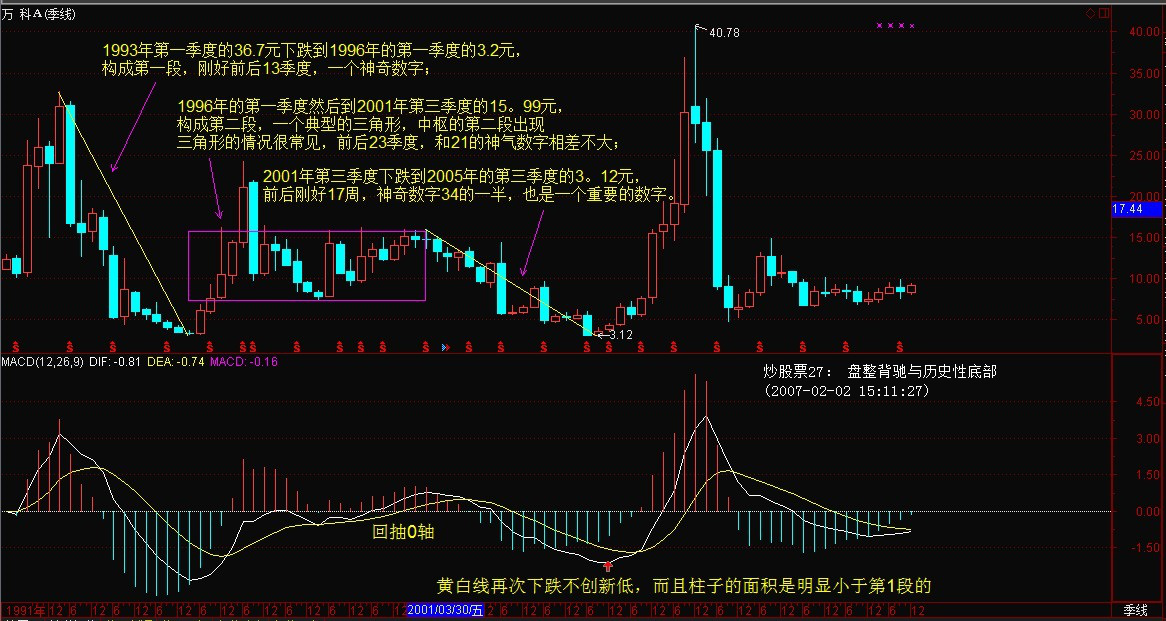 万 科A(季线)
40.78
40.00
1993年第一季度的36.7元下跌到1996年的第一季度的3.2元，
构成第一段，刚好前后13季度，一个神奇数字；
35.00
1996年的第一季度然后到2001年第三季度的15。99元，
30.00
构成第二段，一个典型的三角形，中枢的第二段出现
三角形的情况很常见，前后23季度，和21的神气数字相差不大；
25.00
2001年第三季度下跌到2005年的第三季度的3。12元，
前后刚好17周，神奇数字34的一半，也是一个重要的数字。
20.00
17.44
15.00
10.00
5.00
3.12
MACD(12,26,9) DIF: -0.81 DEA: -0.74 MACD: -0.16
炒股票27： 盘整背驰与历史性底部
(2007-02-02 15:11:27)
4.50
3.00
1.50
0.00
回抽0轴
-1.50
黄白线再次下跌不创新低，而且柱子的面积是明显小于第1段的
1991年 12 6 12 6 12 6 12 6 12 6 12 6 12 6 12 6 12 2001/03/30/五 6 12 6 12 6 12 6 12 6 12 6 12 6 12 6 12 6 12 6 12 季线